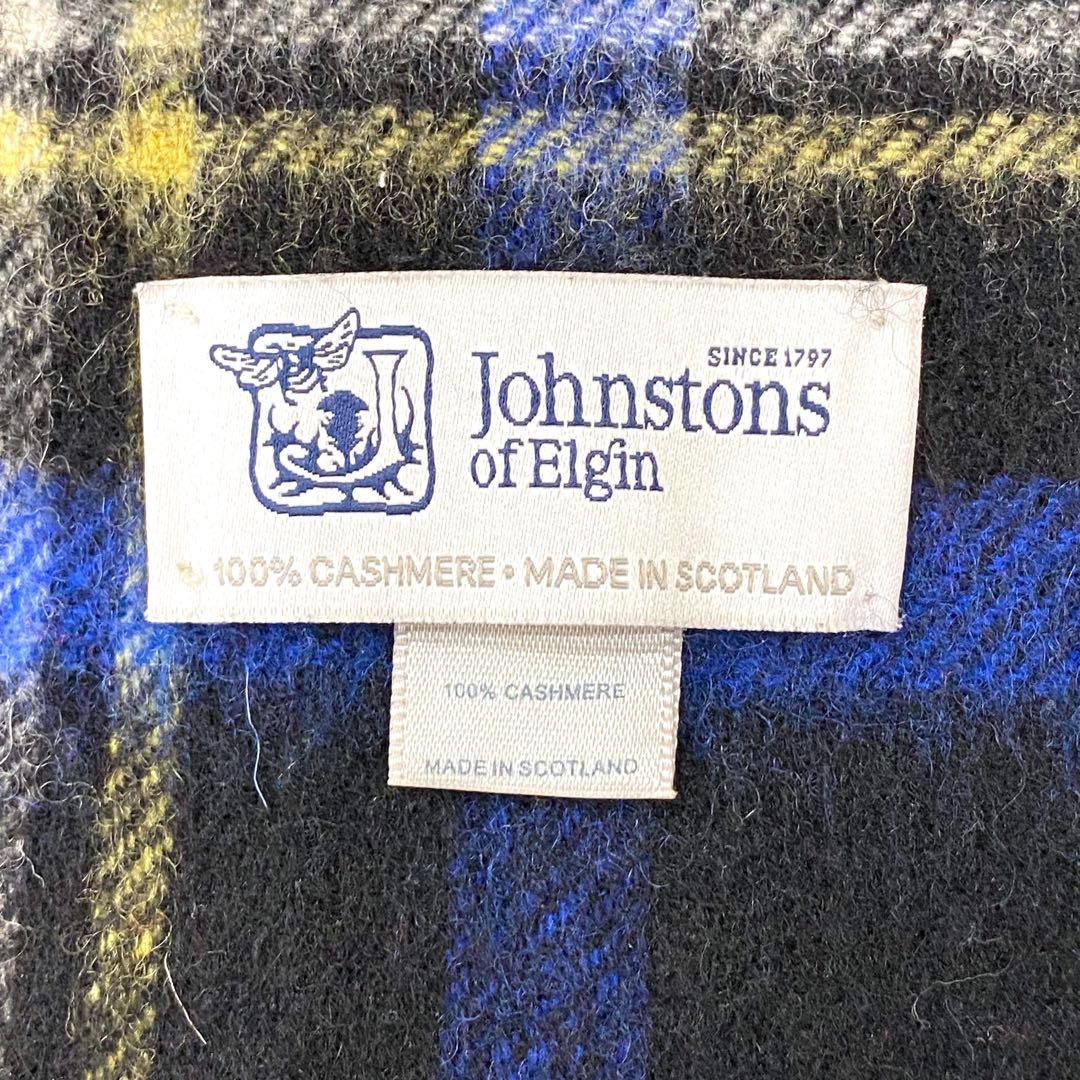 SINCE 1797
Johnstons
of Elgin
100% CASHMERE • MADE IN SCOTLAND
100% CASHMERE
MADE IN SCOTLAND